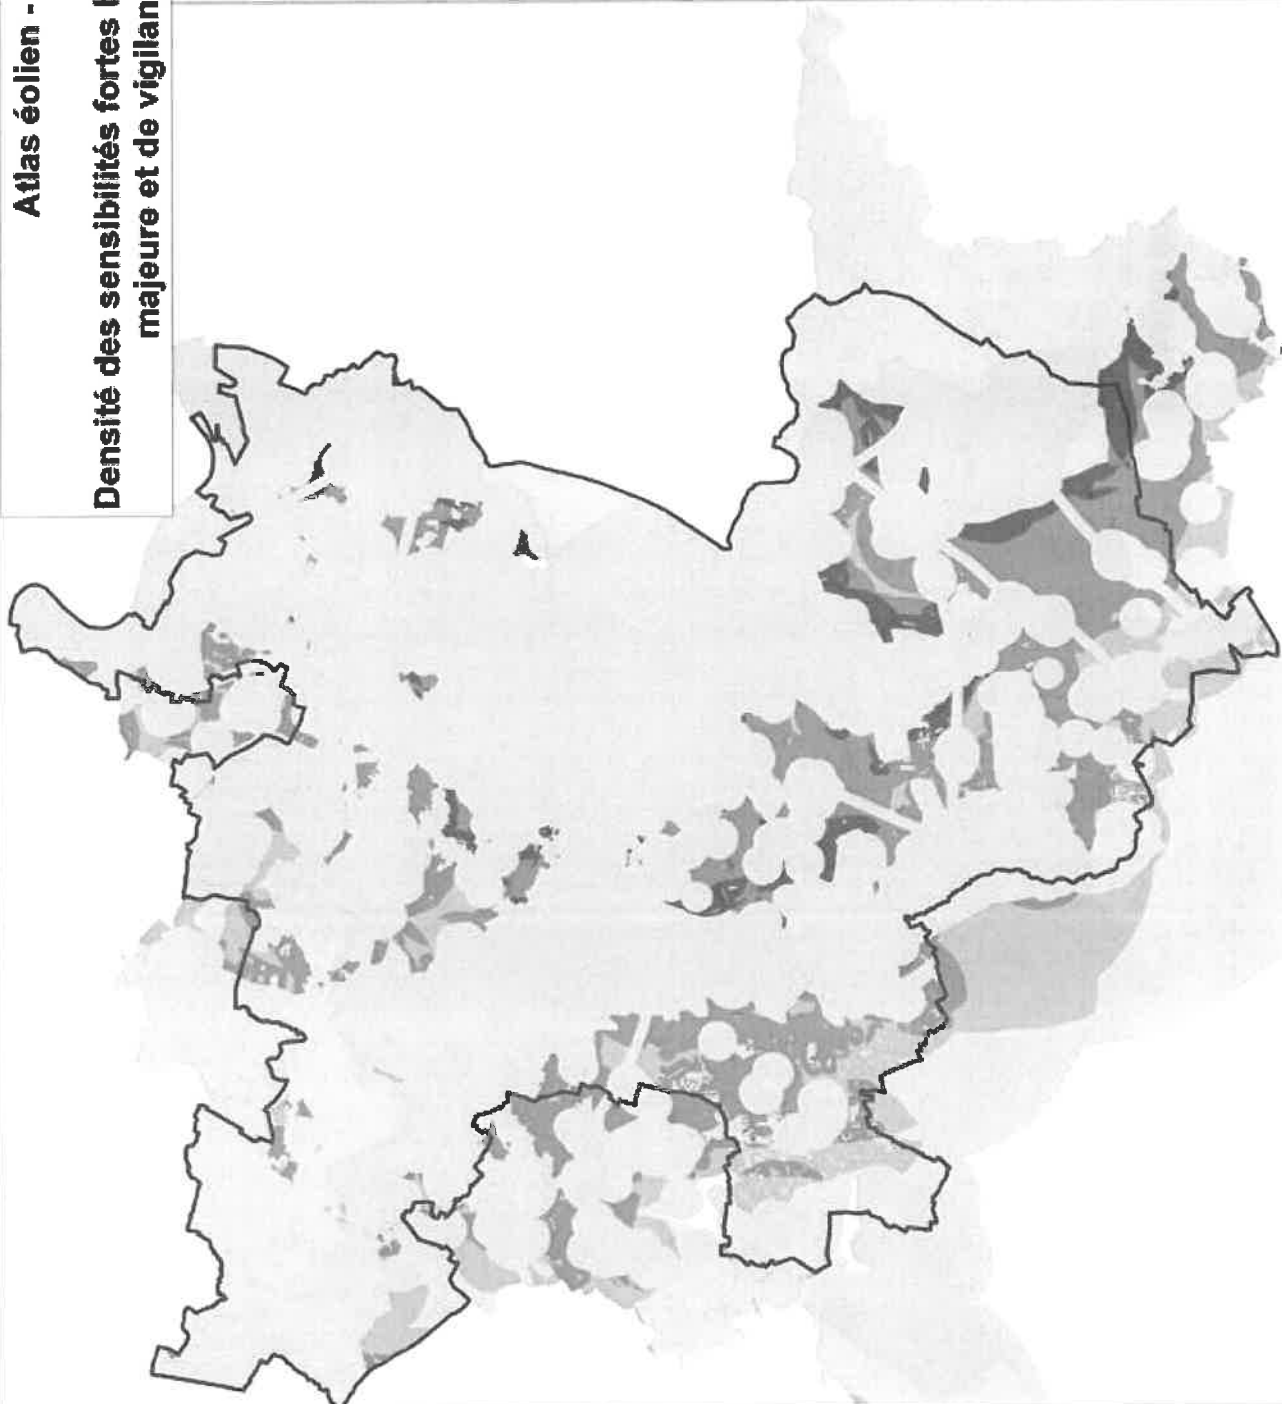 Atlas éolien -
Densité des sensibilités fortes
majeure et de vigilan